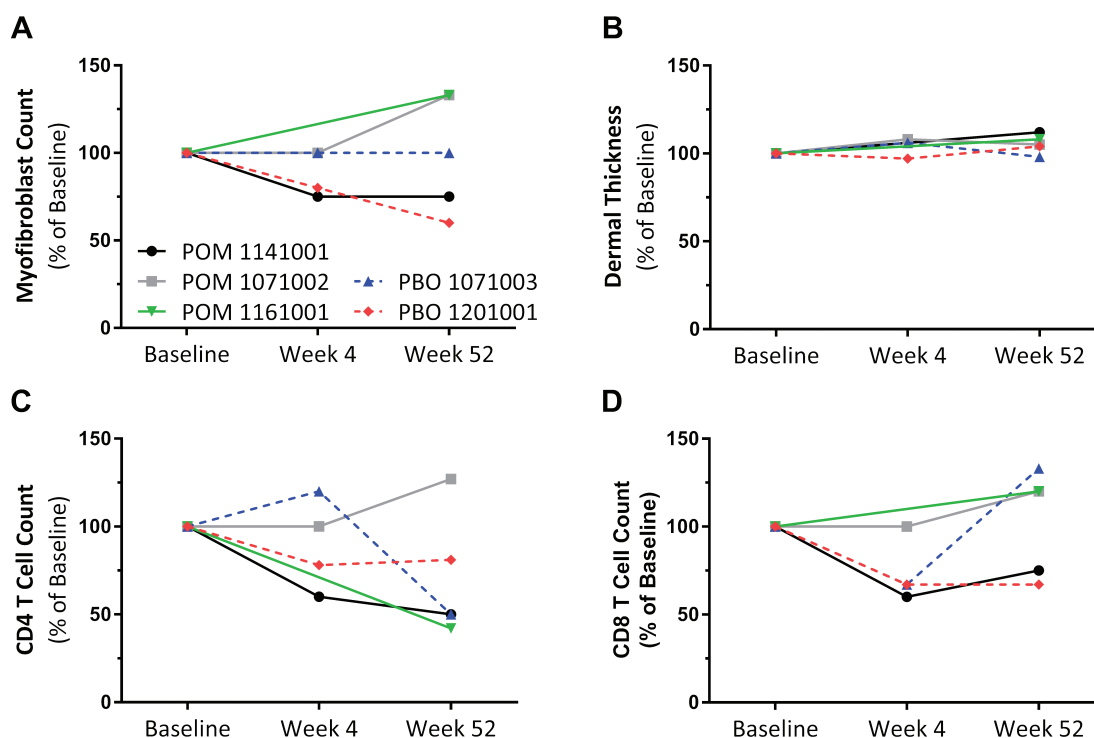 A
Myofibroblast Count
(% of Baseline)
150
100
50
0
POM 1141001
POM 1071002
POM 1161001
PBO 1071003
PBO 1201001
Baseline
Week 4
Week 52
B
Dermal Thickness
(% of Baseline)
150
100
50
0
Baseline
Week 4
Week 52
C
CD4 T Cell Count
(% of Baseline)
150
100
50
0
Baseline
Week 4
Week 52
D
CD8 T Cell Count
(% of Baseline)
150
100
50
0
Baseline
Week 4
Week 52